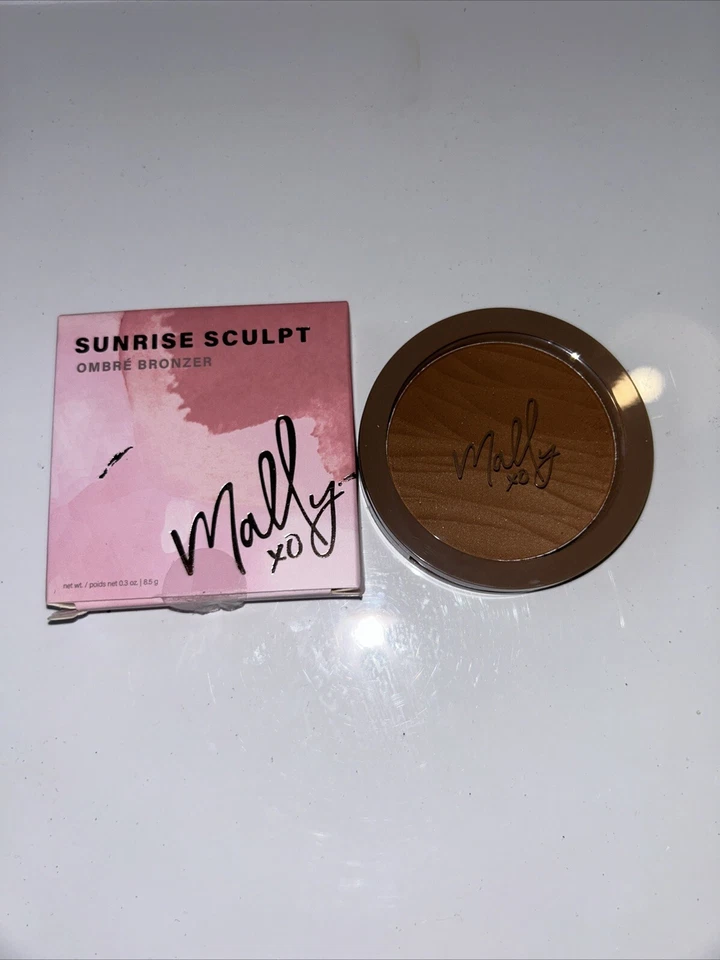 SUNRISE SCULPT
OMBRÉ BRONZER
Mally
xo
net wt. / poids net 0.3 oz. | 8.5 g
Mally
xo